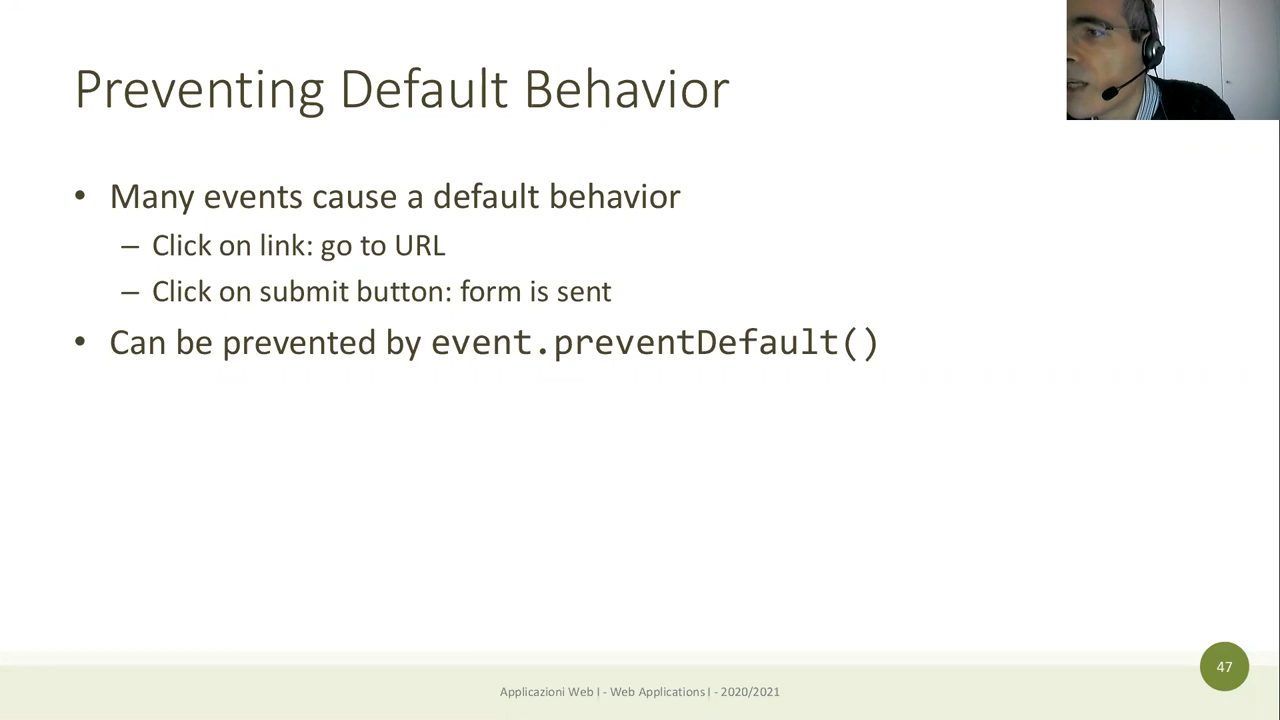 Preventing Default Behavior
• Many events cause a default behavior
– Click on link: go to URL
– Click on submit button: form is sent
• Can be prevented by event.preventDefault()
47
Applicazioni Web I - Web Applications I - 2020/2021